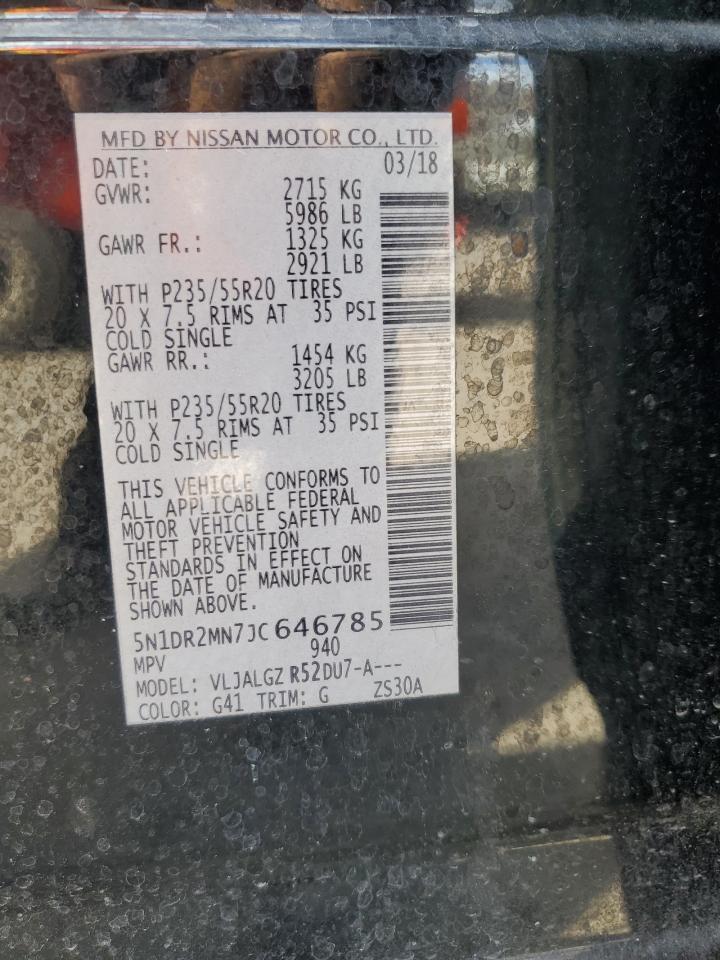 MFD BY NISSAN MOTOR CO., LTD.
DATE: 03/18
GVWR: 2715 KG
5986 LB
GAWR FR.: 1325 KG
2921 LB
WITH P235/55R20 TIRES
20 X 7.5 RIMS AT 35 PSI
COLD SINGLE
GAWR RR.: 1454 KG
3205 LB
WITH P235/55R20 TIRES
20 X 7.5 RIMS AT 35 PSI
COLD SINGLE
THIS VEHICLE CONFORMS TO
ALL APPLICABLE FEDERAL
MOTOR VEHICLE SAFETY AND
THEFT PREVENTION
STANDARDS IN EFFECT ON
THE DATE OF MANUFACTURE
SHOWN ABOVE.
5N1DR2MN7JC646785
MPV 940
MODEL: VLJALGZ R52DU7-A---
COLOR: G41 TRIM: G ZS30A